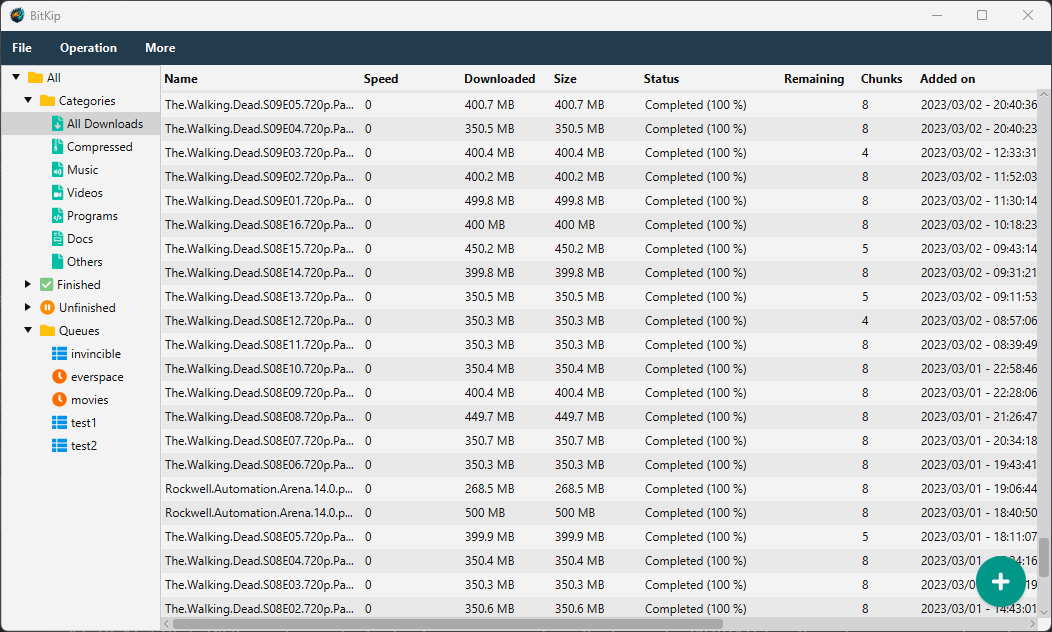 BitKip
File Operation More
All
Categories
All Downloads
Compressed
Music
Videos
Programs
Docs
Others
Finished
Unfinished
Queues
invincible
everspace
movies
test1
test2
Name Speed Downloaded Size Status Remaining Chunks Added on
The.Walking.Dead.S09E05.720p.Pa... 0 400.7 MB 400.7 MB Completed (100 %) 8 2023/03/02 - 20:40:36
The.Walking.Dead.S09E04.720p.Pa... 0 350.5 MB 350.5 MB Completed (100 %) 8 2023/03/02 - 20:40:23
The.Walking.Dead.S09E03.720p.Pa... 0 400.4 MB 400.4 MB Completed (100 %) 4 2023/03/02 - 12:33:31
The.Walking.Dead.S09E02.720p.Pa... 0 400.2 MB 400.2 MB Completed (100 %) 8 2023/03/02 - 11:52:03
The.Walking.Dead.S09E01.720p.Pa... 0 499.8 MB 499.8 MB Completed (100 %) 8 2023/03/02 - 11:30:14
The.Walking.Dead.S08E16.720p.Pa... 0 400 MB 400 MB Completed (100 %) 8 2023/03/02 - 10:18:23
The.Walking.Dead.S08E15.720p.Pa... 0 450.2 MB 450.2 MB Completed (100 %) 5 2023/03/02 - 09:43:14
The.Walking.Dead.S08E14.720p.Pa... 0 399.8 MB 399.8 MB Completed (100 %) 8 2023/03/02 - 09:31:21
The.Walking.Dead.S08E13.720p.Pa... 0 350.5 MB 350.5 MB Completed (100 %) 5 2023/03/02 - 09:11:53
The.Walking.Dead.S08E12.720p.Pa... 0 350.3 MB 350.3 MB Completed (100 %) 4 2023/03/02 - 08:57:06
The.Walking.Dead.S08E11.720p.Pa... 0 350.3 MB 350.3 MB Completed (100 %) 8 2023/03/02 - 08:39:49
The.Walking.Dead.S08E10.720p.Pa... 0 350.4 MB 350.4 MB Completed (100 %) 8 2023/03/01 - 22:58:46
The.Walking.Dead.S08E09.720p.Pa... 0 400.4 MB 400.4 MB Completed (100 %) 8 2023/03/01 - 22:28:06
The.Walking.Dead.S08E08.720p.Pa... 0 449.7 MB 449.7 MB Completed (100 %) 8 2023/03/01 - 21:26:47
The.Walking.Dead.S08E07.720p.Pa... 0 350.7 MB 350.7 MB Completed (100 %) 8 2023/03/01 - 20:34:18
The.Walking.Dead.S08E06.720p.Pa... 0 350.3 MB 350.3 MB Completed (100 %) 8 2023/03/01 - 19:43:41
Rockwell.Automation.Arena.14.0.p... 0 268.5 MB 268.5 MB Completed (100 %) 8 2023/03/01 - 19:06:44
Rockwell.Automation.Arena.14.0.p... 0 500 MB 500 MB Completed (100 %) 8 2023/03/01 - 18:40:50
The.Walking.Dead.S08E05.720p.Pa... 0 399.9 MB 399.9 MB Completed (100 %) 5 2023/03/01 - 18:11:07
The.Walking.Dead.S08E04.720p.Pa... 0 350.4 MB 350.4 MB Completed (100 %) 8 2023/03/01
The.Walking.Dead.S08E03.720p.Pa... 0 350.3 MB 350.3 MB Completed (100 %) 8
The.Walking.Dead.S08E02.720p.Pa... 0 350.6 MB 350.6 MB Completed (100 %) 8 2023/03/01 - 14:43:01